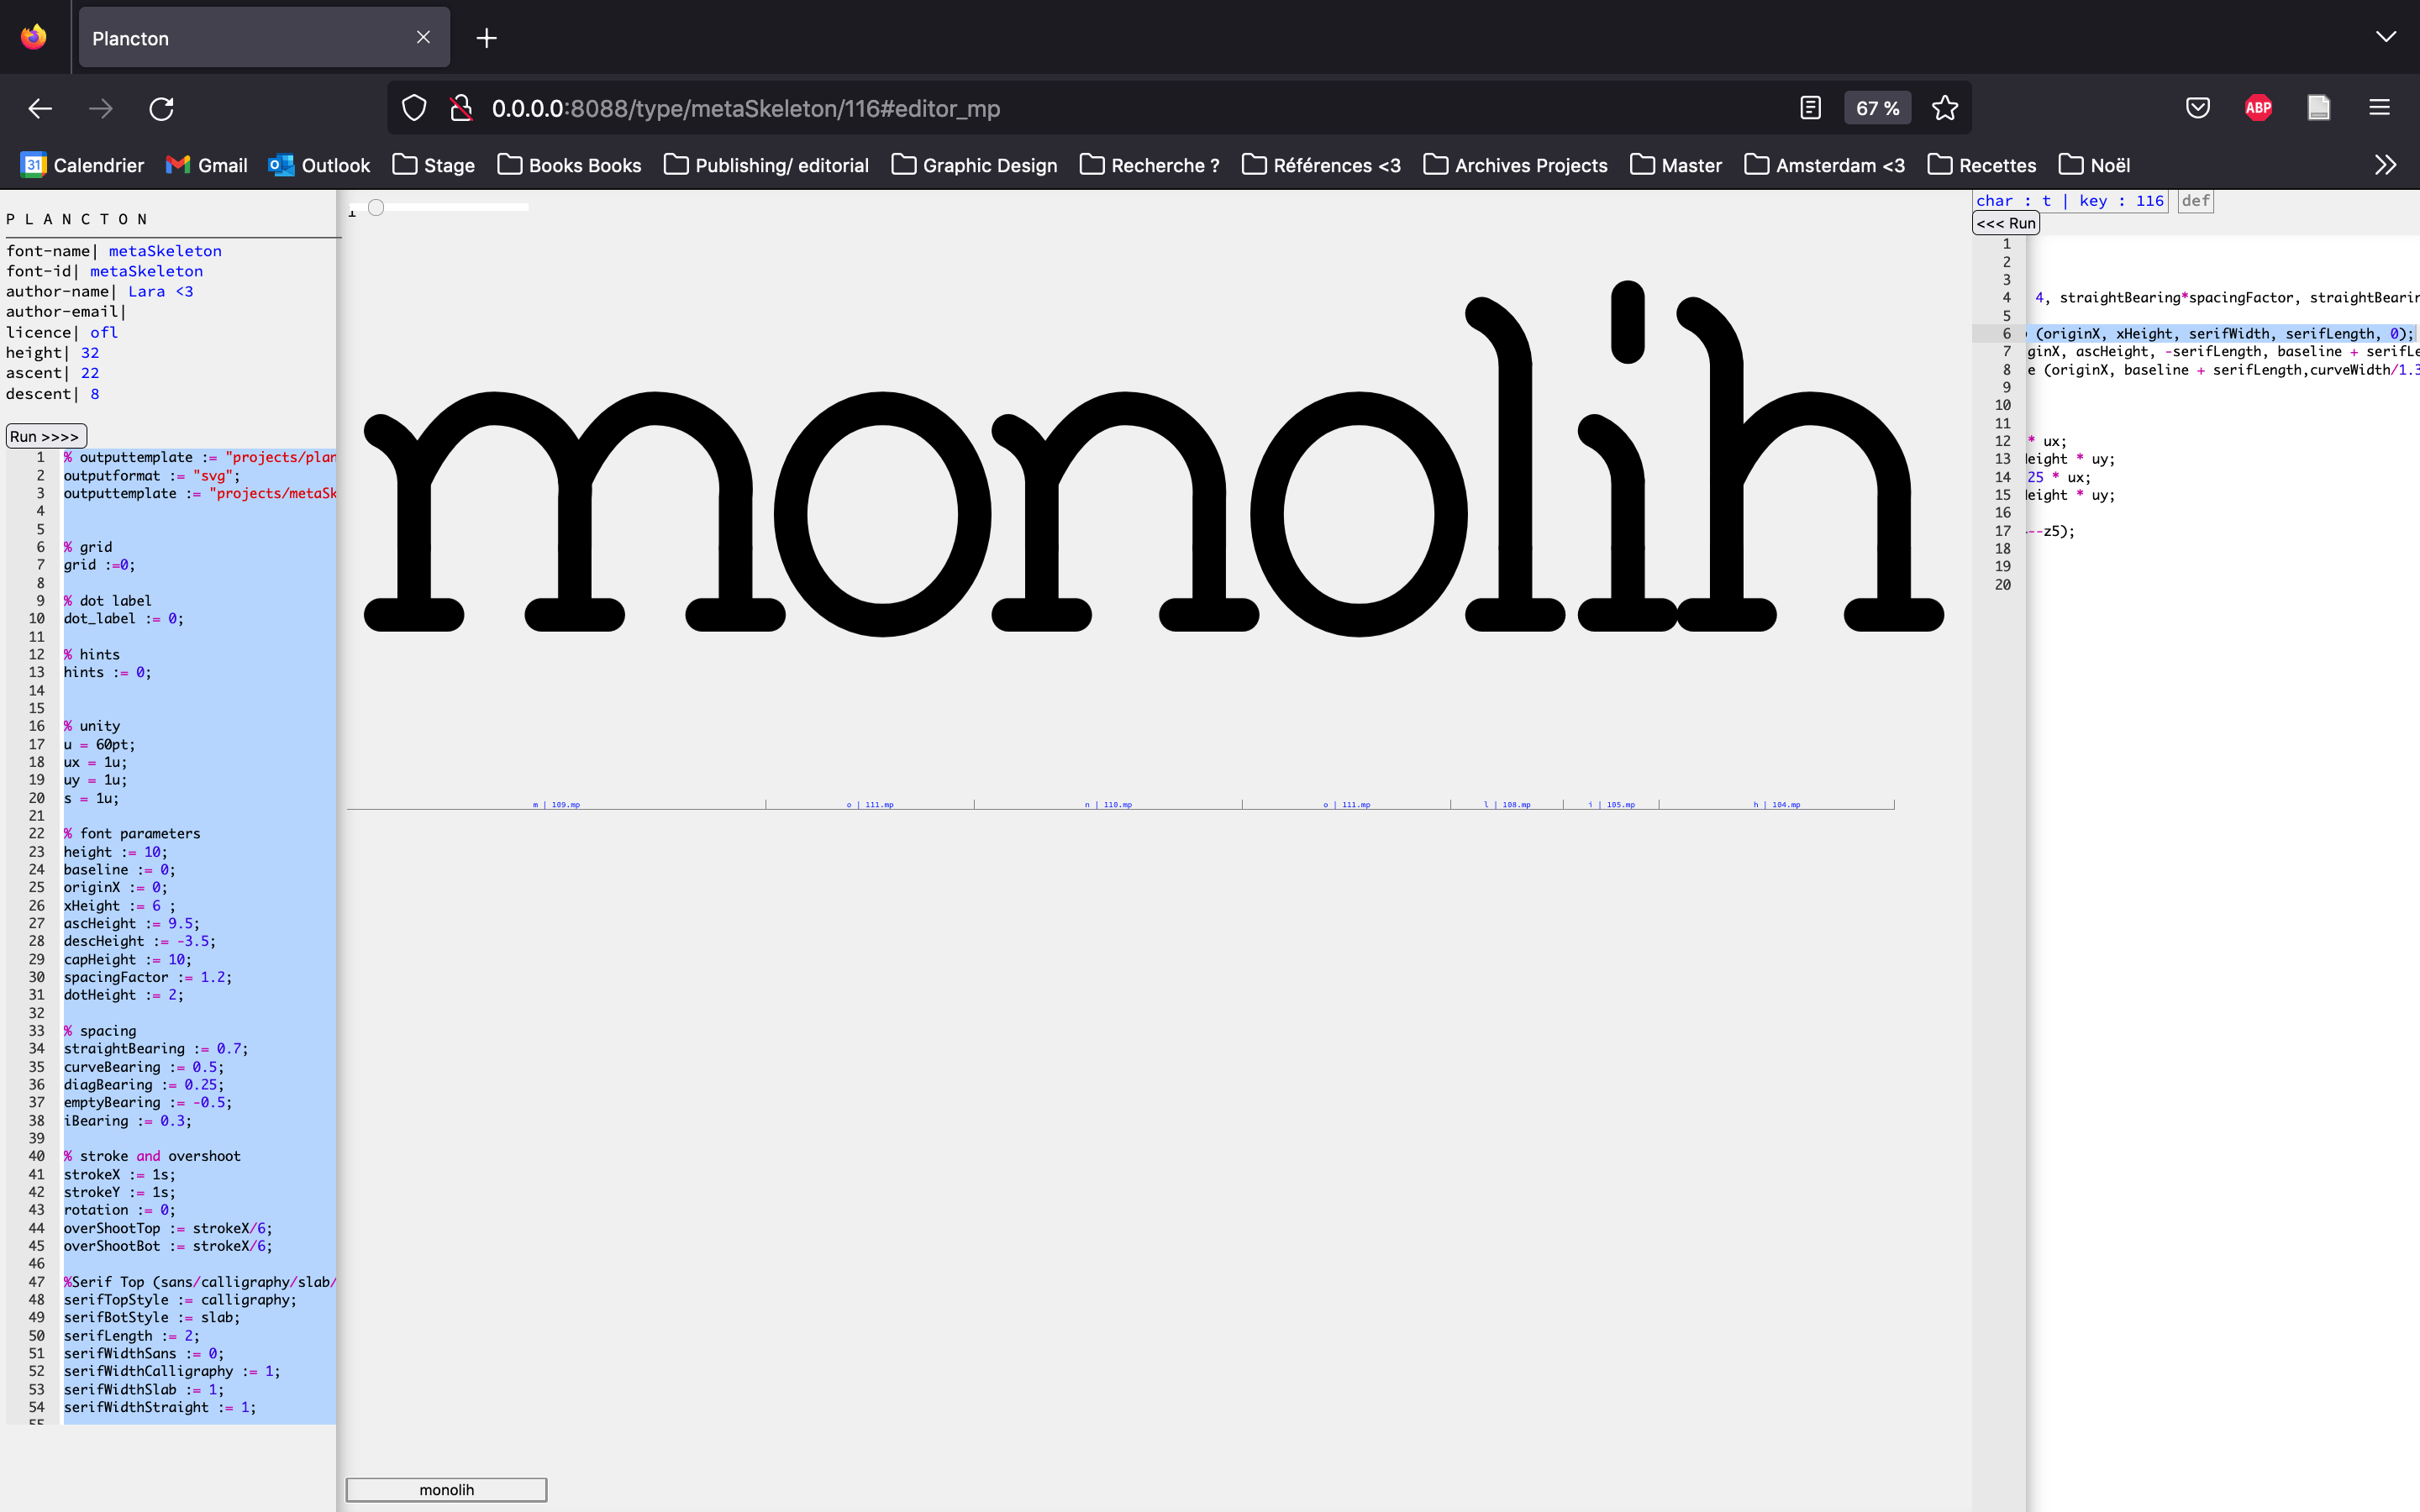 Plancton
0.0.0.0:8088/type/metaSkeleton/116#editor_mp
67 %
ABP
31 Calendrier Gmail Outlook Stage Books Books Publishing/ editorial Graphic Design Recherche ? Références <3 Archives Projects Master Amsterdam <3 Recettes Noël
PLANCTON
font-name| metaSkeleton
font-id| metaSkeleton
author-name| Lara <3
author-email|
licence| ofl
height| 32
ascent| 22
descent| 8
Run >>>>
1 % outputtemplate := "projects/plan
2 outputformat := "svg";
3 outputtemplate := "projects/metaSk
4
5
6 % grid
7 grid :=0;
8
9 % dot label
10 dot_label := 0;
11
12 % hints
13 hints := 0;
14
15
16 % unity
17 u = 60pt;
18 ux = 1u;
19 uy = 1u;
20 s = 1u;
21
22 % font parameters
23 height := 10;
24 baseline := 0;
25 originX := 0;
26 xHeight := 6 ;
27 ascHeight := 9.5;
28 descHeight := -3.5;
29 capHeight := 10;
30 spacingFactor := 1.2;
31 dotHeight := 2;
32
33 % spacing
34 straightBearing := 0.7;
35 curveBearing := 0.5;
36 diagBearing := 0.25;
37 emptyBearing := -0.5;
38 iBearing := 0.3;
39
40 % stroke and overshoot
41 strokeX := 1s;
42 strokeY := 1s;
43 rotation := 0;
44 overShootTop := strokeX/6;
45 overShootBot := strokeX/6;
46
47 %Serif Top (sans/calligraphy/slab/
48 serifTopStyle := calligraphy;
49 serifBotStyle := slab;
50 serifLength := 2;
51 serifWidthSans := 0;
52 serifWidthCalligraphy := 1;
53 serifWidthSlab := 1;
54 serifWidthStraight := 1;
55
1
monolih
m | 109.mp o | 111.mp n | 110.mp o | 111.mp l | 108.mp i | 105.mp h | 104.mp
monolih
char : t | key : 116 def
<<< Run
1
2
3
4 4, straightBearing*spacingFactor, straightBearin
5
6 (originX, xHeight, serifWidth, serifLength, 0);
7 ginX, ascHeight, -serifLength, baseline + serifLe
8 e (originX, baseline + serifLength,curveWidth/1.3
9
10
11
12 * ux;
13 Height * uy;
14 25 * ux;
15 Height * uy;
16
17 --z5);
18
19
20